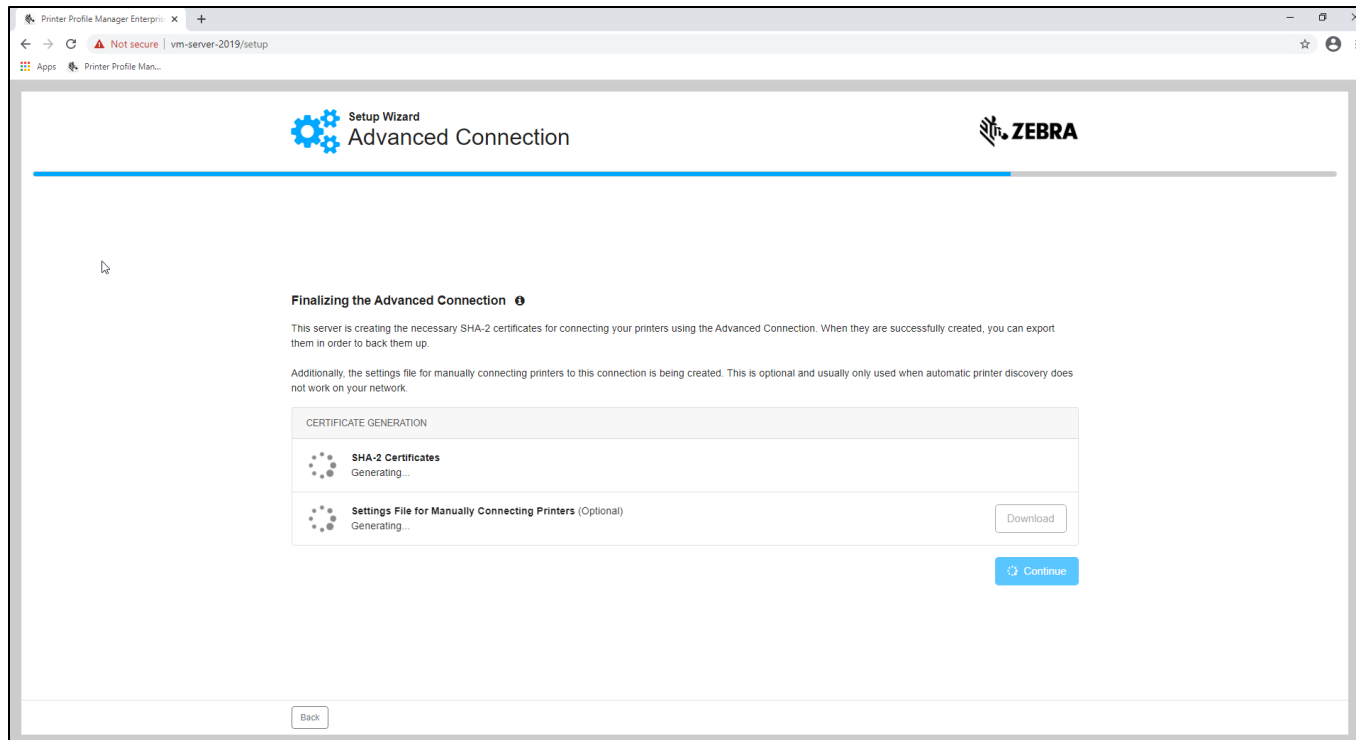 Printer Profile Manager Enterpris
Not secure | vm-server-2019/setup
Apps Printer Profile Man...
Setup Wizard
Advanced Connection
ZEBRA
Finalizing the Advanced Connection
This server is creating the necessary SHA-2 certificates for connecting your printers using the Advanced Connection. When they are successfully created, you can export
them in order to back them up.
Additionally, the settings file for manually connecting printers to this connection is being created. This is optional and usually only used when automatic printer discovery does
not work on your network.
CERTIFICATE GENERATION
SHA-2 Certificates
Generating...
Settings File for Manually Connecting Printers (Optional)
Generating...
Download
Continue
Back